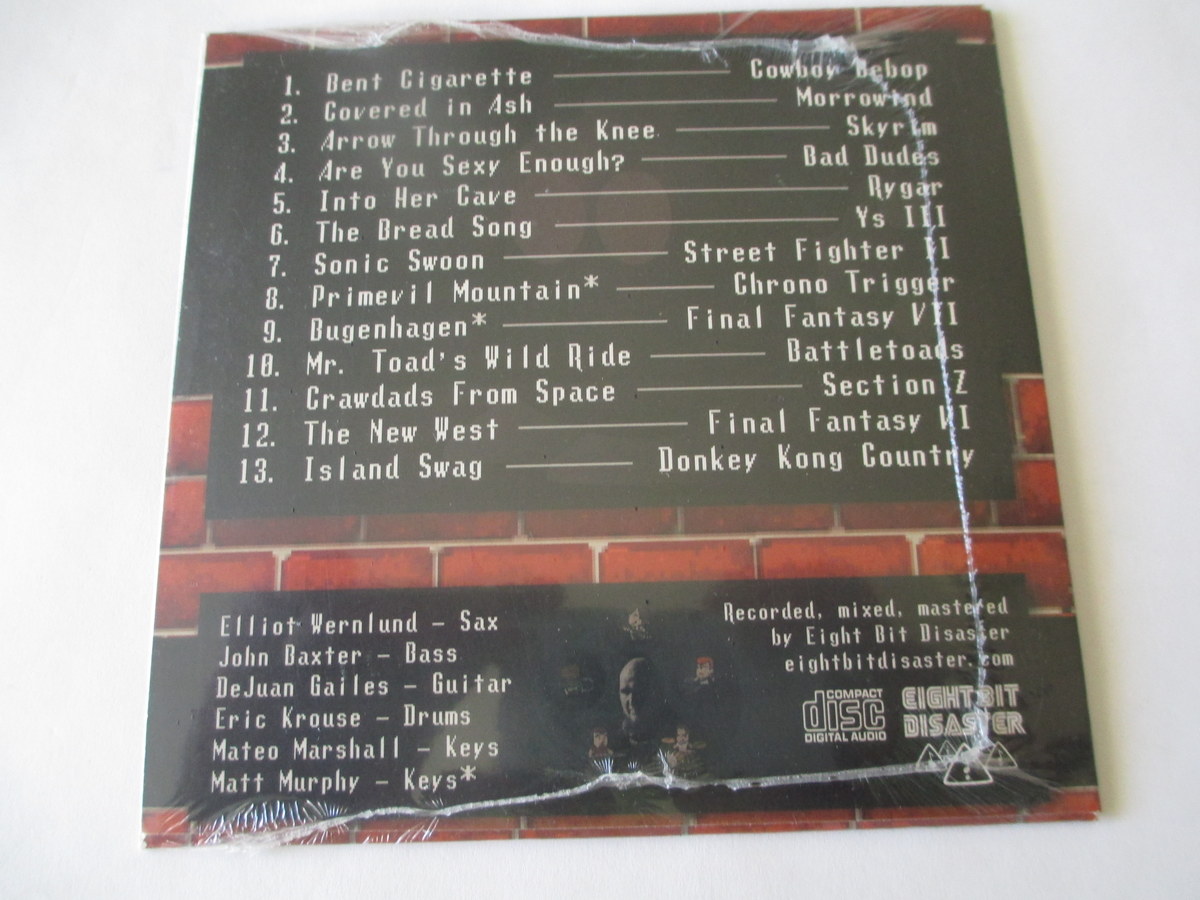 1. Bent Cigarette Cowboy Bebop
2. Covered in Ash Morrowind
3. Arrow Through the Knee Skyrim
4. Are You Sexy Enough? Bad Dudes
5. Into Her Cave Rygar
6. The Bread Song Ys III
7. Sonic Swoon Street Fighter II
8. Primevil Mountain* Chrono Trigger
9. Bugenhagen* Final Fantasy VII
10. Mr. Toad's Wild Ride Battletoads
11. Crawdads From Space Section Z
12. The New West Final Fantasy VI
13. Island Swag Donkey Kong Country
Elliot Wernlund - Sax
John Baxter - Bass
DeJuan Gailes - Guitar
Eric Krouse - Drums
Mateo Marshall - Keys
Matt Murphy - Keys*
Recorded, mixed, mastered
by Eight Bit Disaster
eightbitdisaster.com
COMPACT
disc
DIGITAL AUDIO
EIGHT BIT
DISASTER